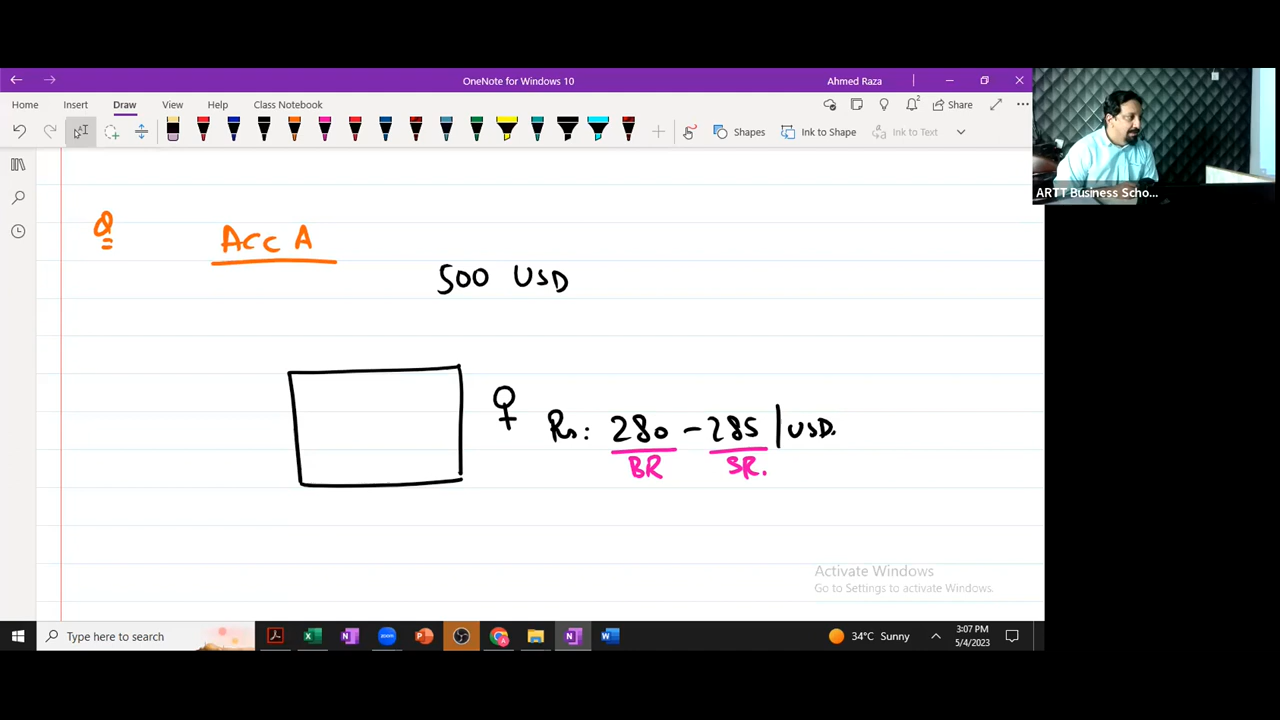 OneNote for Windows 10
Ahmed Raza
Home Insert Draw View Help Class Notebook
Share
Shapes Ink to Shape Ink to Text
ARTT Business Scho...
Q
Acc A
500 USD
Rs: 280 - 285 | USD.
BR SR.
Activate Windows
Go to Settings to activate Windows.
Type here to search
34°C Sunny
3:07 PM
5/4/2023